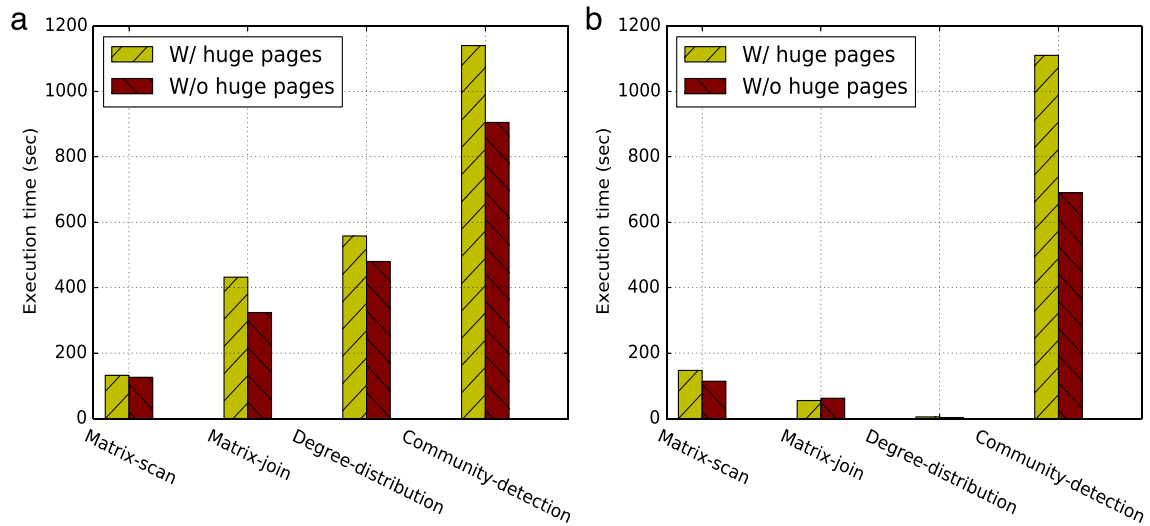 a
1200
1000
800
600
400
200
0
Execution time (sec)
W/ huge pages
W/o huge pages
Matrix-scan
Matrix-join
Degree-distribution
Community-detection
b
1200
1000
800
600
400
200
0
Execution time (sec)
W/ huge pages
W/o huge pages
Matrix-scan
Matrix-join
Degree-distribution
Community-detection